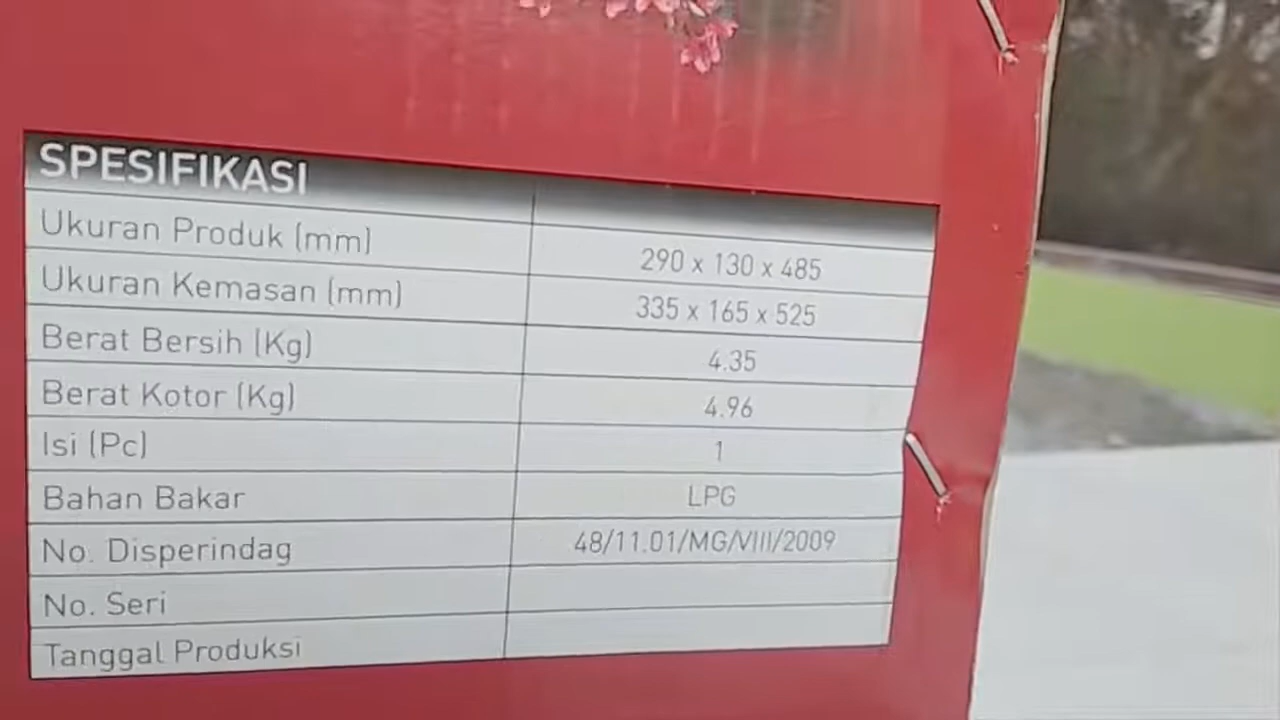 SPESIFIKASI
Ukuran Produk (mm) 290 x 130 x 485
Ukuran Kemasan (mm) 335 x 165 x 525
Berat Bersih (Kg) 4.35
Berat Kotor (Kg) 4.96
Isi (Pc) 1
Bahan Bakar LPG
No. Disperindag 48/11.01/MG/VIII/2009
No. Seri
Tanggal Produksi